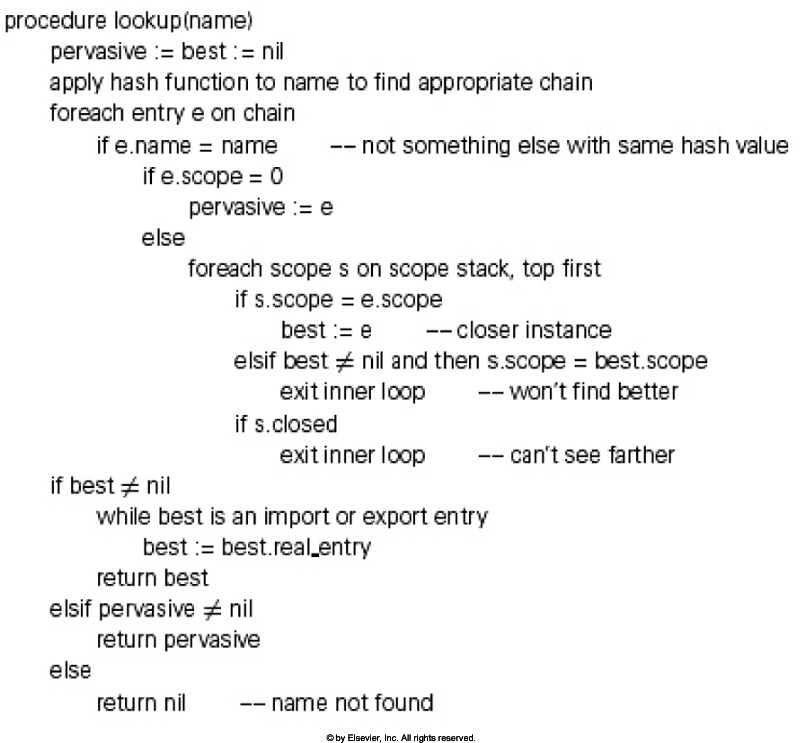 procedure lookup(name)
pervasive := best := nil
apply hash function to name to find appropriate chain
foreach entry e on chain
if e.name = name -- not something else with same hash value
if e.scope = 0
pervasive := e
else
foreach scope s on scope stack, top first
if s.scope = e.scope
best := e -- closer instance
elsif best ≠ nil and then s.scope = best.scope
exit inner loop -- won't find better
if s.closed
exit inner loop -- can't see farther
if best ≠ nil
while best is an import or export entry
best := best.real_entry
return best
elsif pervasive ≠ nil
return pervasive
else
return nil -- name not found
© by Elsevier, Inc. All rights reserved.